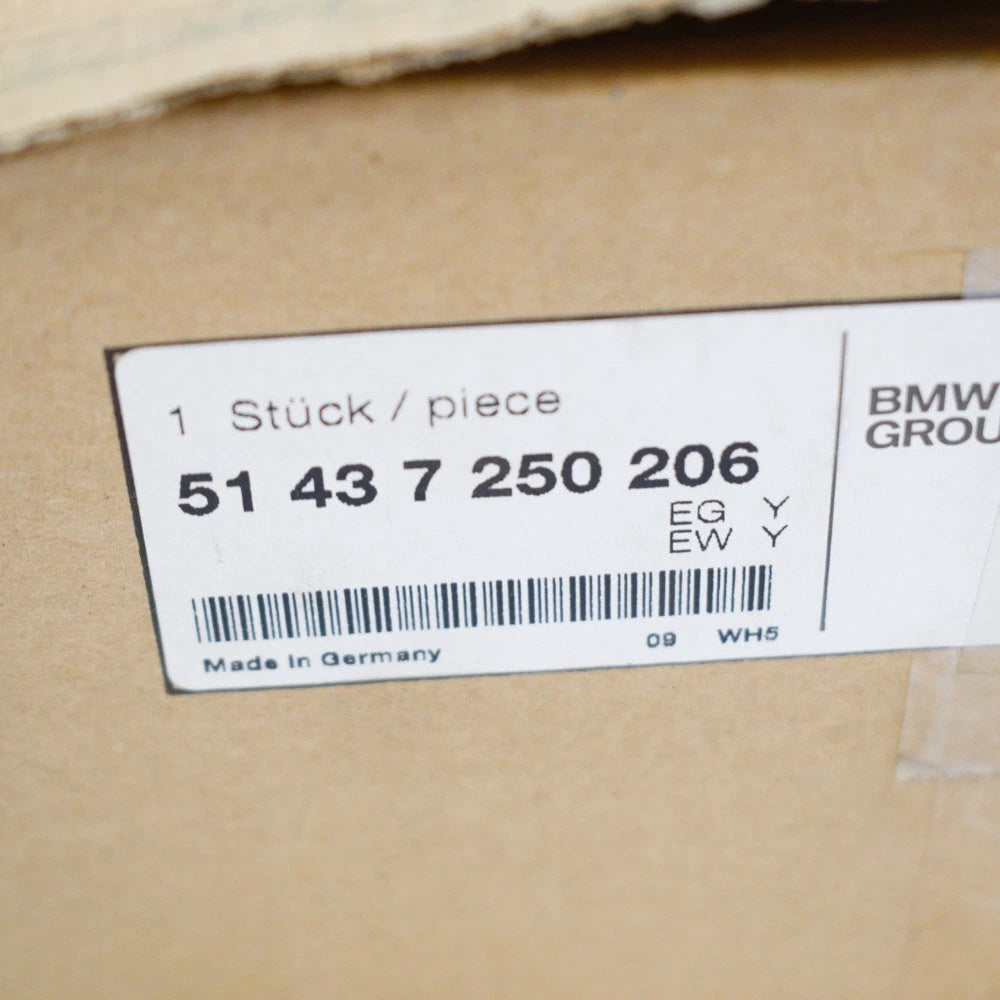 1 Stück / piece
51 43 7 250 206
EG Y
EW Y
Made in Germany 09 WH5
BMW
GROU